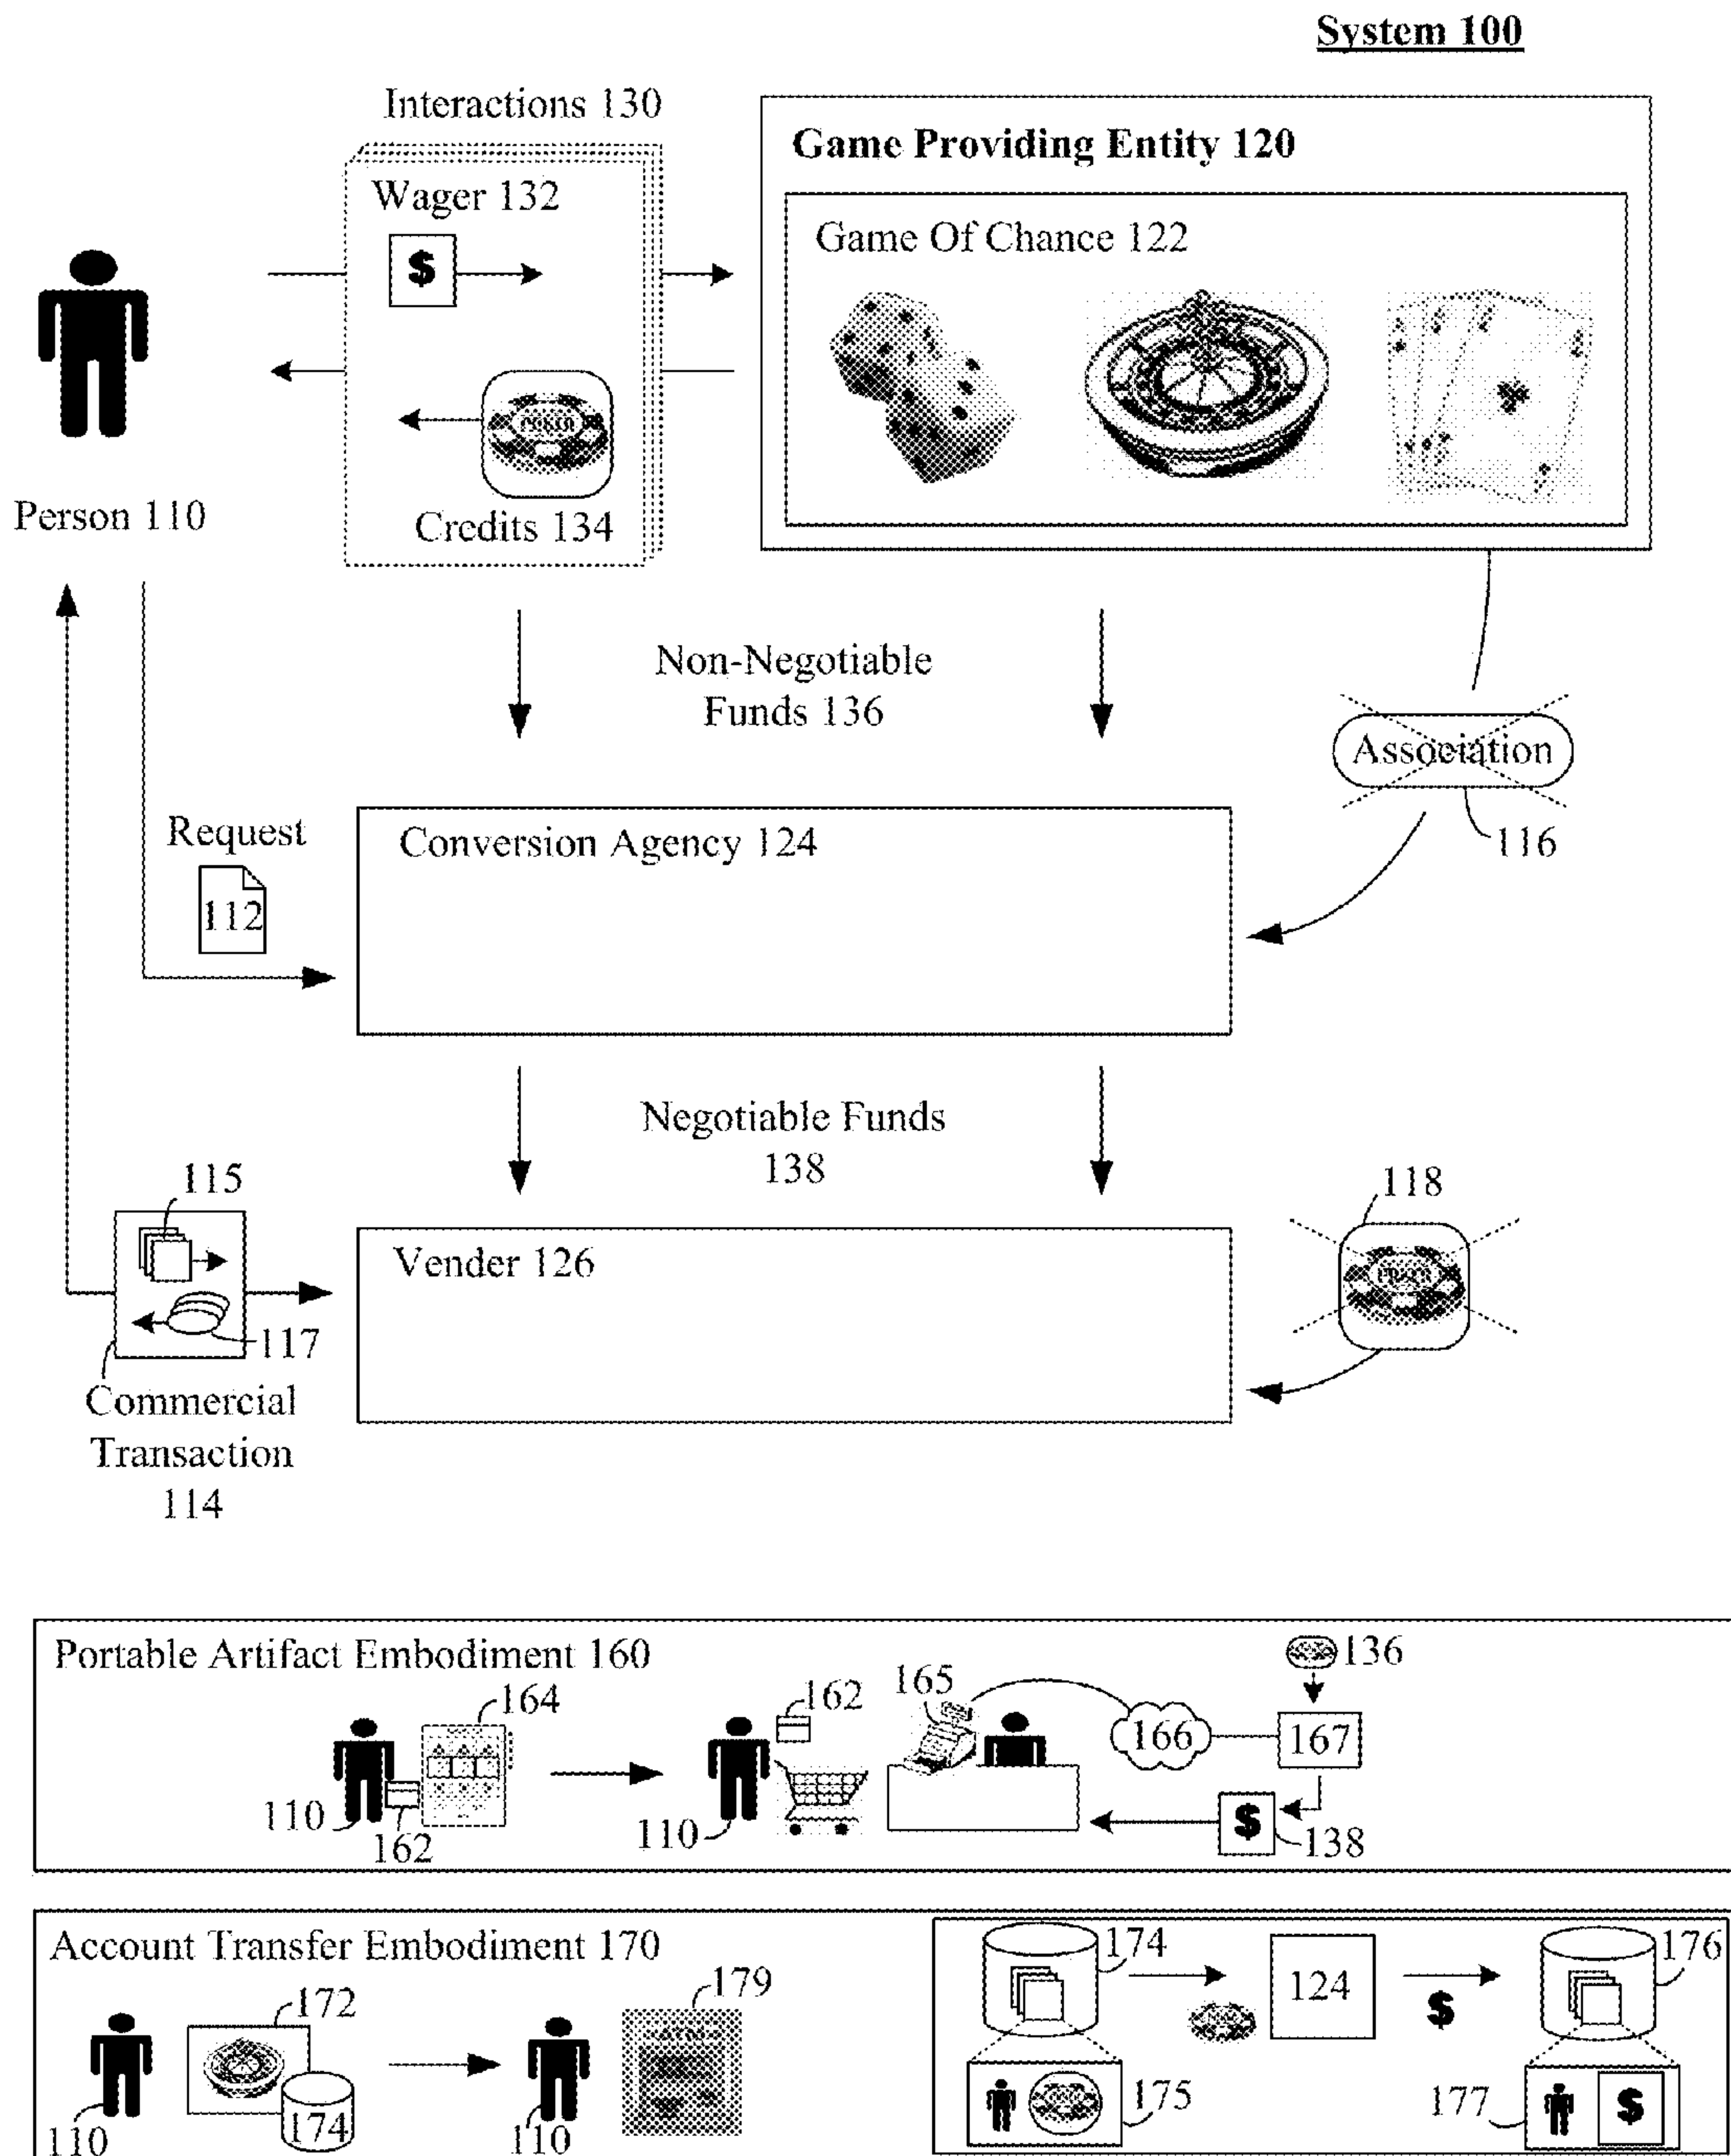 System 100
Interactions 130
Game Providing Entity 120
Wager 132
$
Game Of Chance 122
Person 110
Credits 134
Non-Negotiable
Funds 136
Association
116
Request
112
Conversion Agency 124
Negotiable Funds
138
115
118
Vender 126
117
Commercial
Transaction
114
Portable Artifact Embodiment 160
136
164
162
165
166
167
110
162
110
$
138
Account Transfer Embodiment 170
174
124
176
172
179
$
174
175
177
$
110
110